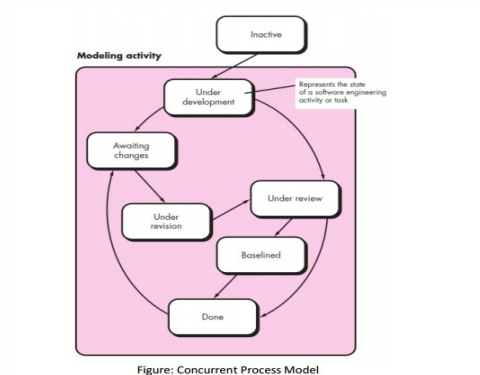 Inactive
Modeling activity
Under
development
Represents the state
of a software engineering
activity or task
Awaiting
changes
Under
revision
Under review
Baselined
Done
Figure: Concurrent Process Model